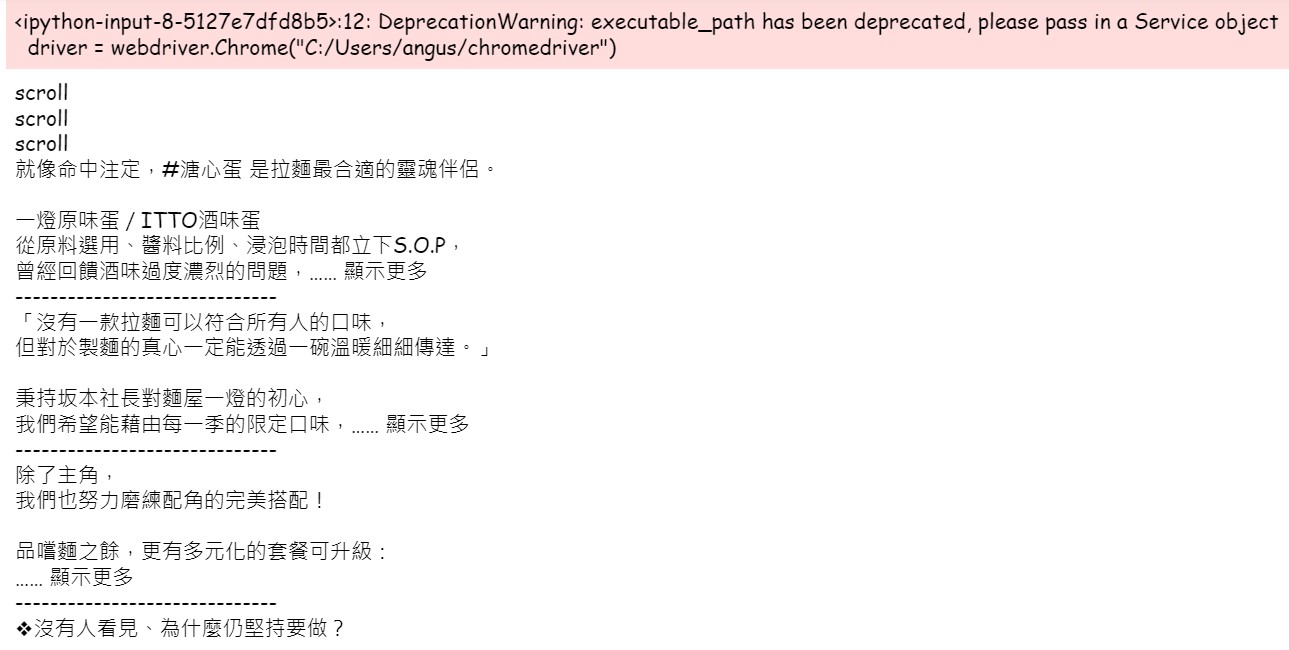 <ipython-input-8-5127e7dfd8b5>:12: DeprecationWarning: executable_path has been deprecated, please pass in a Service object
driver = webdriver.Chrome("C:/Users/angus/chromedriver")
scroll
scroll
scroll
就像命中注定，#溏心蛋 是拉麵最合適的靈魂伴侶。
一燈原味蛋 / ITTO酒味蛋
從原料選用、醬料比例、浸泡時間都立下S.O.P，
曾經回饋酒味過度濃烈的問題，…… 顯示更多
------------------------------
「沒有一款拉麵可以符合所有人的口味，
但對於製麵的真心一定能透過一碗溫暖細細傳達。」
秉持坂本社長對麵屋一燈的初心，
我們希望能藉由每一季的限定口味，…… 顯示更多
------------------------------
除了主角，
我們也努力磨練配角的完美搭配！
品嚐麵之餘，更有多元化的套餐可升級：
…… 顯示更多
------------------------------
❖沒有人看見、為什麼仍堅持要做？